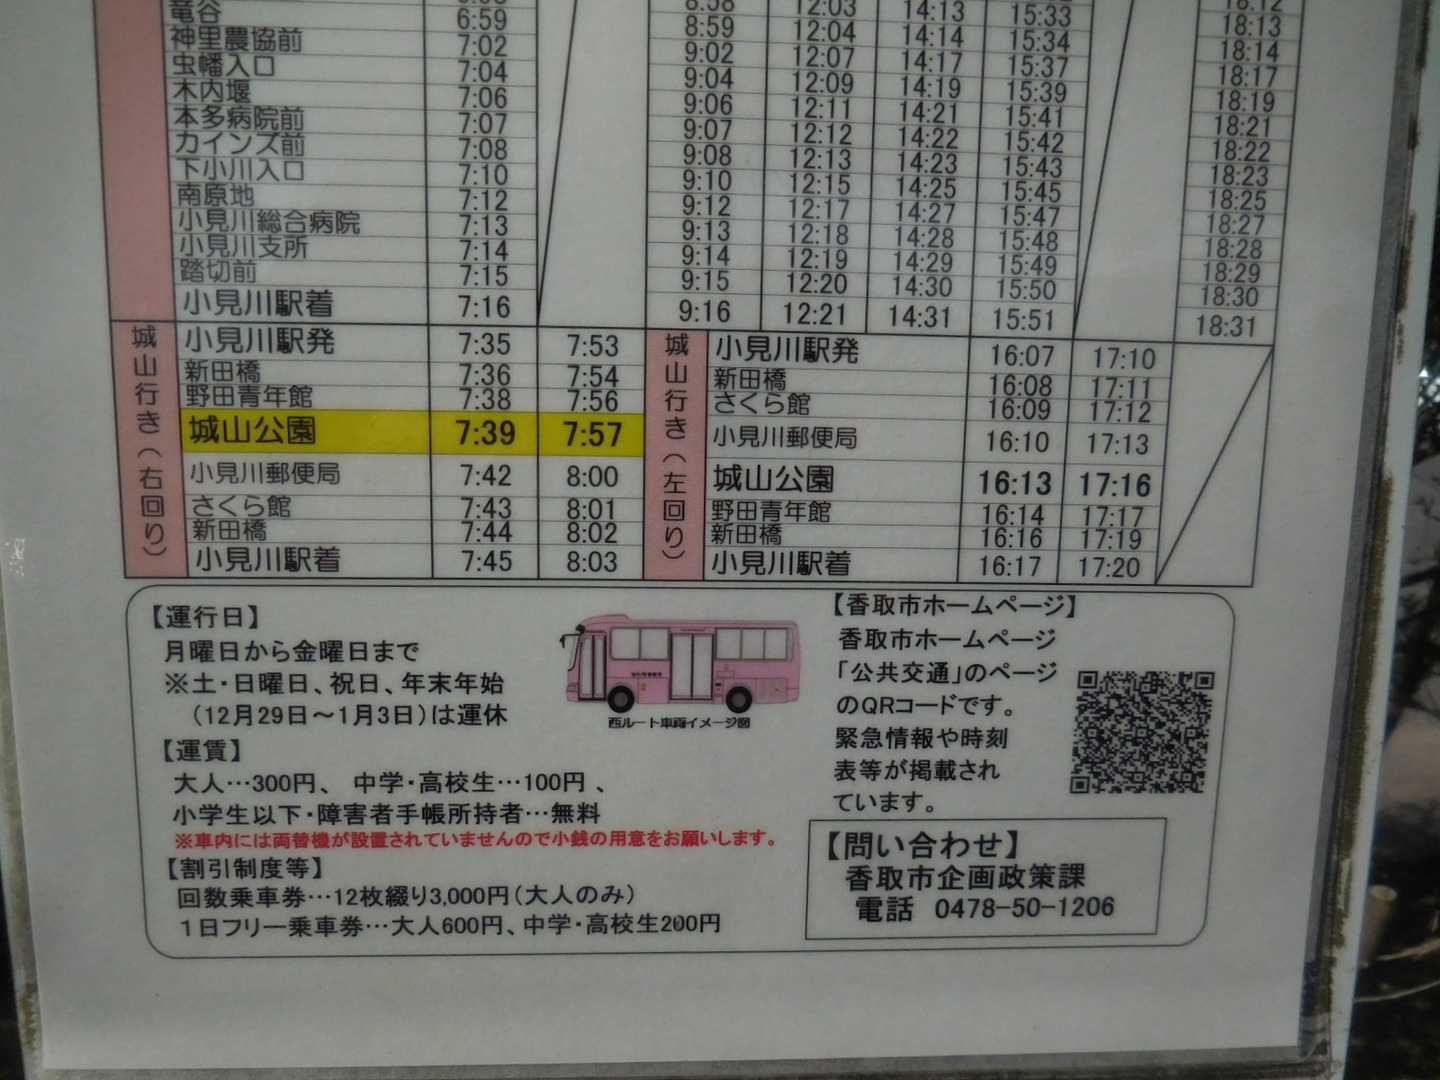 竜谷 6:59 8:58 12:03 14:13 15:33 18:12
神里農協前 7:02 8:59 12:04 14:14 15:34 18:13
虫幡入口 7:04 9:02 12:07 14:17 15:37 18:14
木内堰 7:06 9:04 12:09 14:19 15:39 18:17
本多病院前 7:07 9:06 12:11 14:21 15:41 18:19
カインズ前 7:08 9:07 12:12 14:22 15:42 18:21
下小川入口 7:10 9:08 12:13 14:23 15:43 18:22
南原地 7:12 9:10 12:15 14:25 15:45 18:23
小見川総合病院 7:13 9:12 12:17 14:27 15:47 18:25
小見川支所 7:14 9:13 12:18 14:28 15:48 18:27
踏切前 7:15 9:14 12:19 14:29 15:49 18:28
小見川駅着 7:16 9:15 12:20 14:30 15:50 18:29
9:16 12:21 14:31 15:51 18:30
18:31
城山行き(右回り)
小見川駅発 7:35 7:53
新田橋 7:36 7:54
野田青年館 7:38 7:56
城山公園 7:39 7:57
小見川郵便局 7:42 8:00
さくら館 7:43 8:01
新田橋 7:44 8:02
小見川駅着 7:45 8:03
城山行き(左回り)
小見川駅発 16:07 17:10
新田橋 16:08 17:11
さくら館 16:09 17:12
小見川郵便局 16:10 17:13
城山公園 16:13 17:16
野田青年館 16:14 17:17
新田橋 16:16 17:19
小見川駅着 16:17 17:20
【運行日】
月曜日から金曜日まで
※土・日曜日、祝日、年末年始
(12月29日～1月3日)は運休
西ルート車両イメージ図
【運賃】
大人…300円、 中学・高校生…100円、
小学生以下・障害者手帳所持者…無料
※車内には両替機が設置されていませんので小銭の用意をお願いします。
【割引制度等】
回数乗車券…12枚綴り3,000円(大人のみ)
1日フリー乗車券…大人600円、中学・高校生200円
【香取市ホームページ】
香取市ホームページ
「公共交通」のページ
のQRコードです。
緊急情報や時刻
表等が掲載され
ています。
【問い合わせ】
香取市企画政策課
電話 0478-50-1206